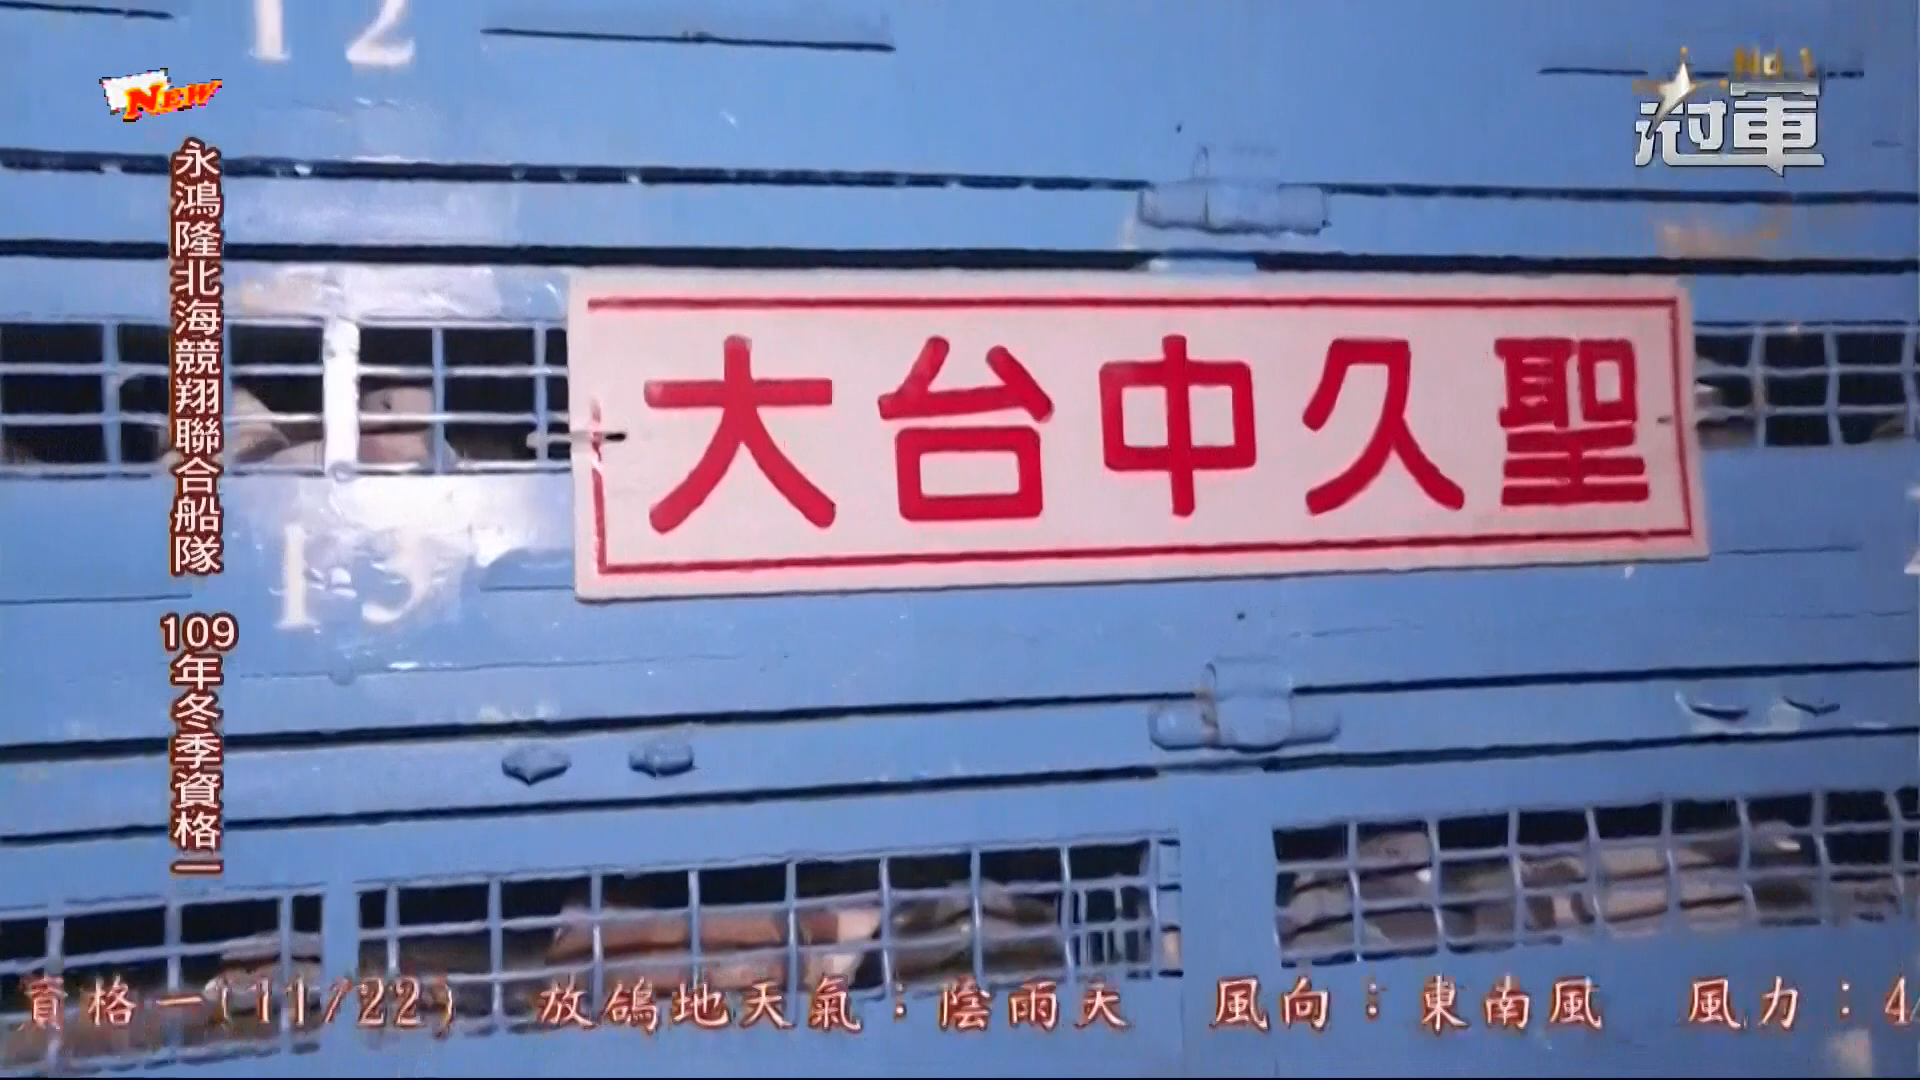 12
NEW
No.1
冠軍
永鴻隆北海競翔聯合船隊 109年冬季資格一
大台中久聖
13
資格一(11/22) 放鴿地天氣：陰雨天 風向：東南風 風力：4